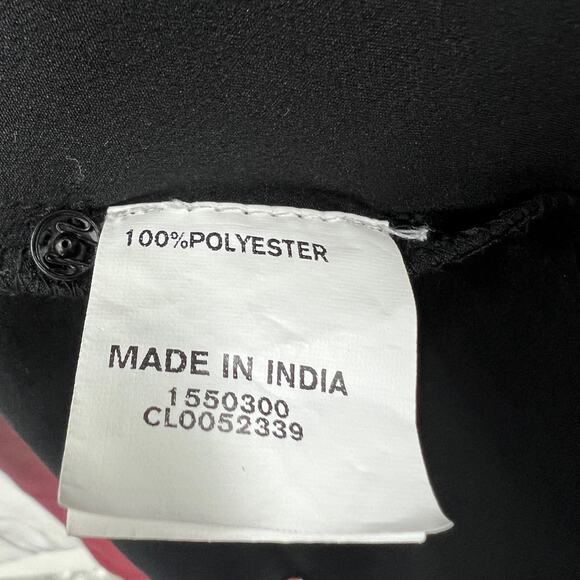 100%POLYESTER
MADE IN INDIA
1550300
CL0052339